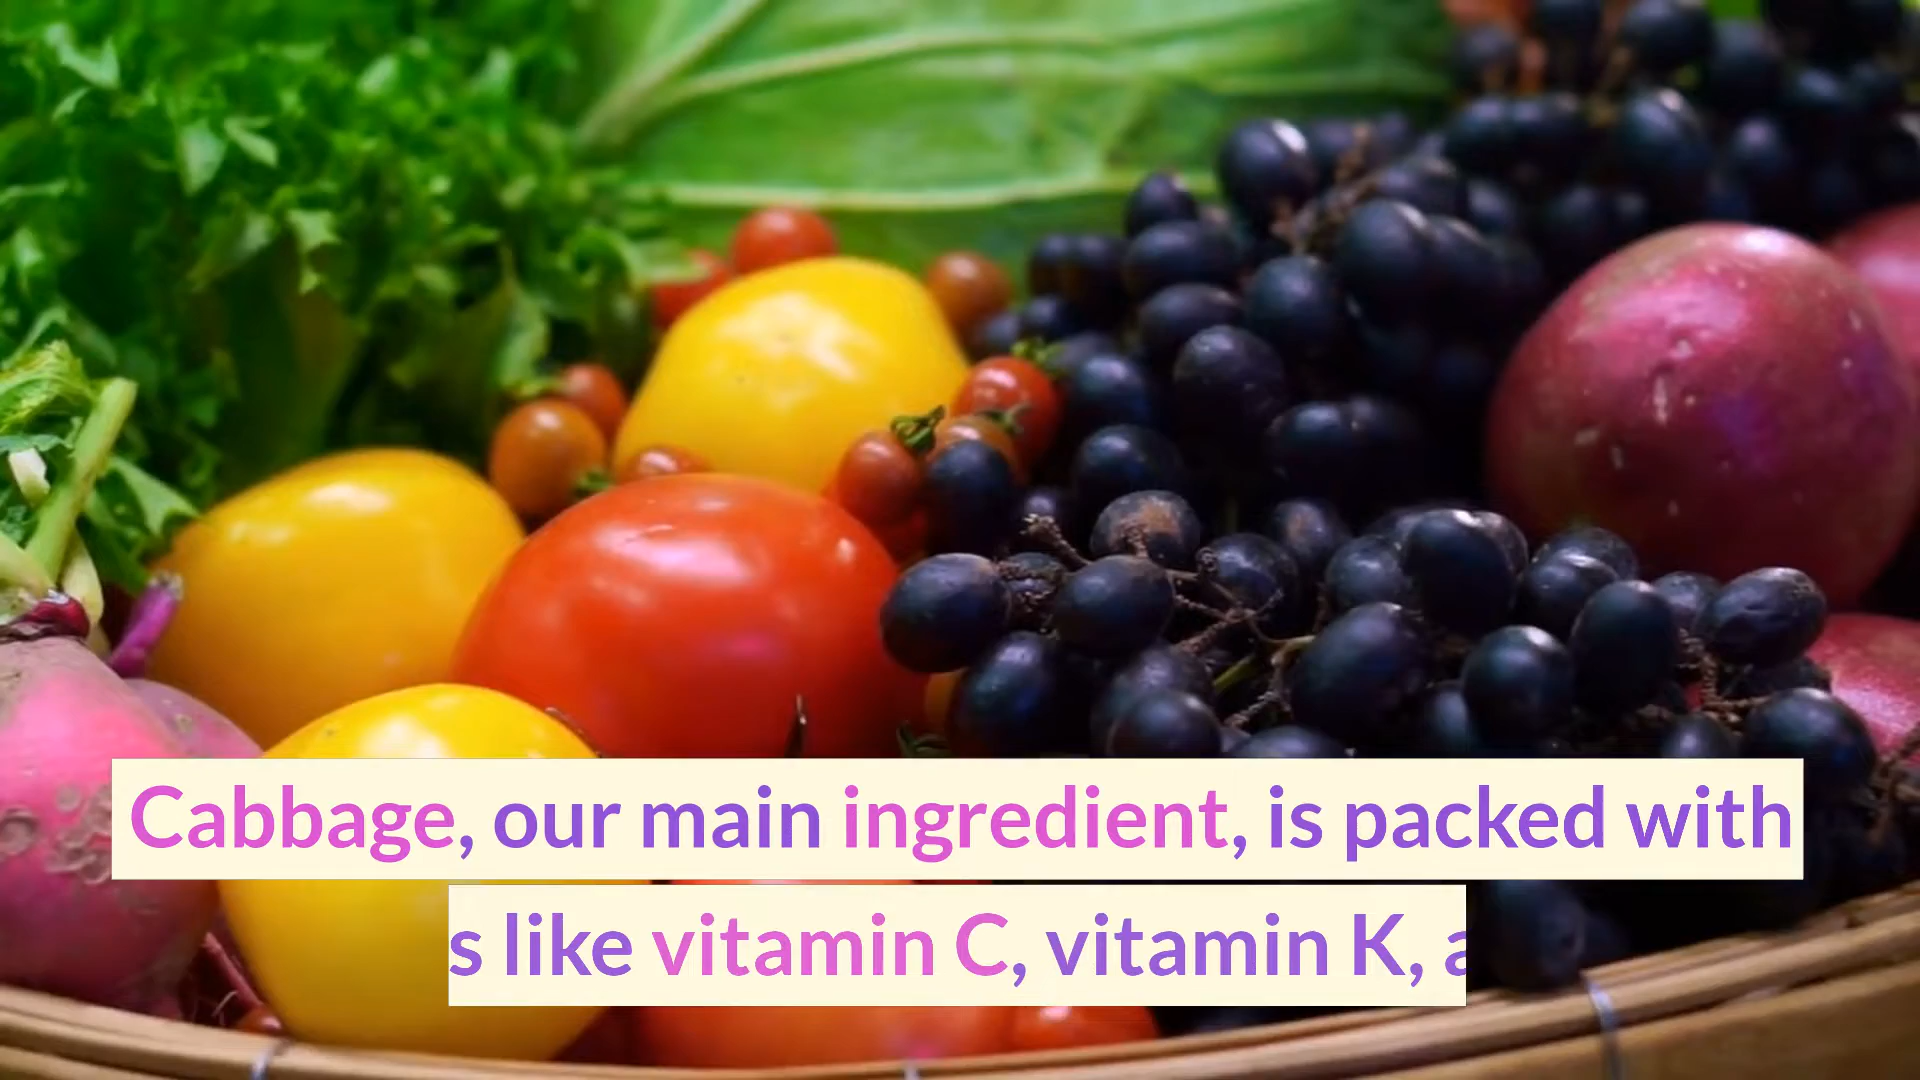 Cabbage, our main ingredient, is packed with
s like vitamin C, vitamin K, a